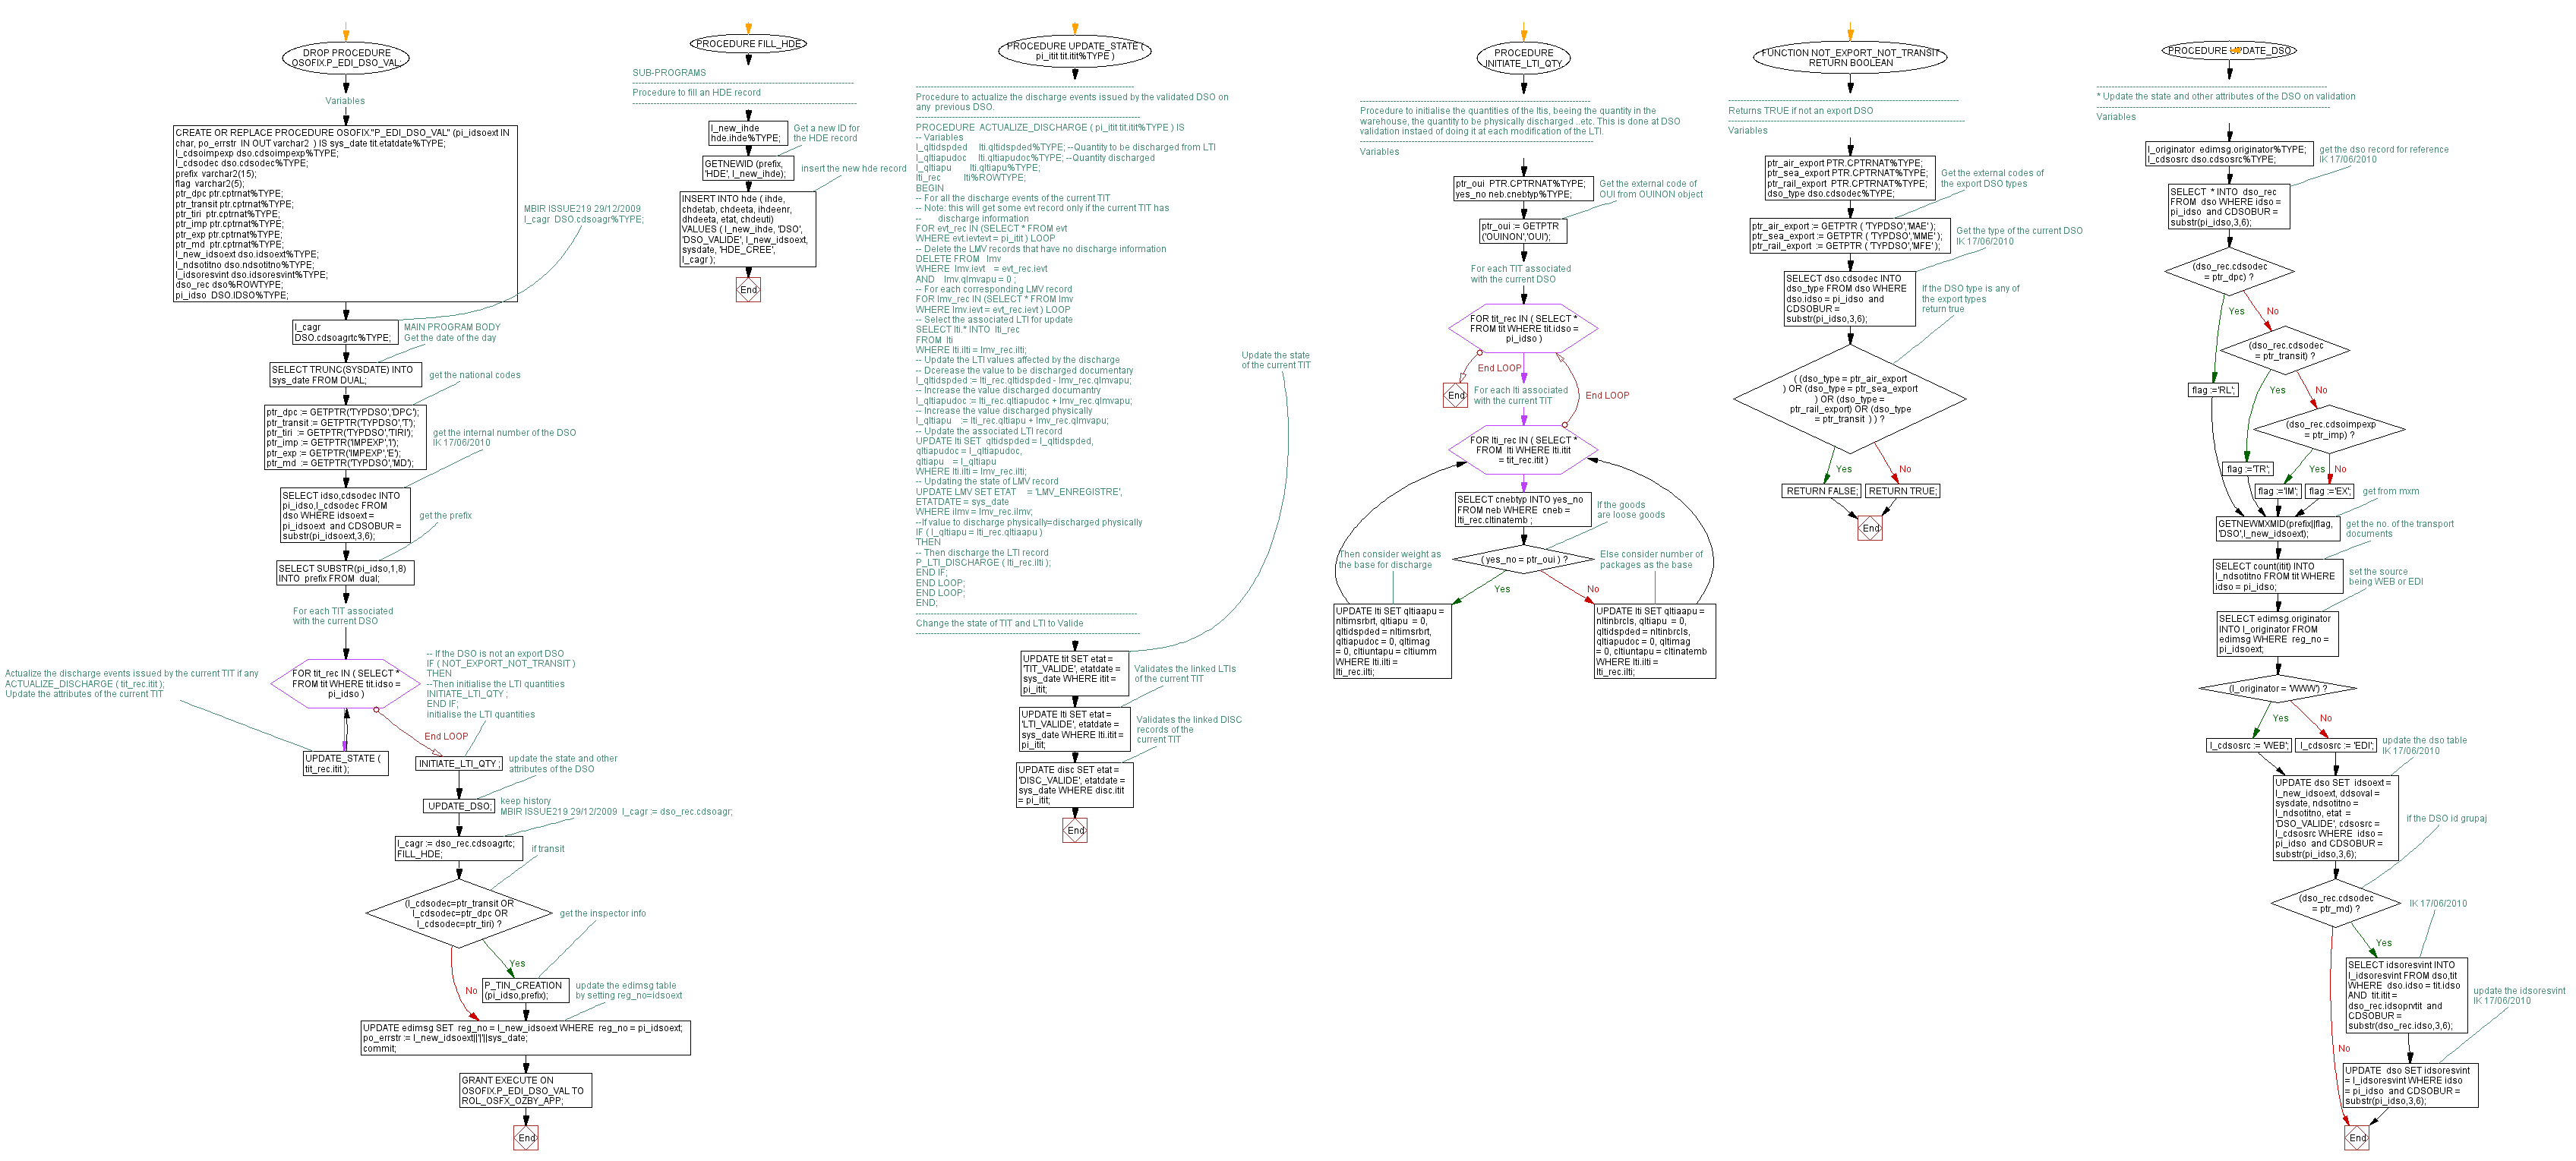 DROP PROCEDURE
OSOFIX.P_EDI_DSO_VAL;
Variables
CREATE OR REPLACE PROCEDURE OSOFIX."P_EDI_DSO_VAL" (pi_idsoext IN
char, po_errstr  IN OUT varchar2  ) IS sys_date tit.etatdate%TYPE;
l_cdsoimpexp dso.cdsoimpexp%TYPE;
l_cdsodec dso.cdsodec%TYPE;
prefix  varchar2(15);
flag  varchar2(5);
ptr_dpc ptr.cptrnat%TYPE;
ptr_transit ptr.cptrnat%TYPE;
ptr_tiri  ptr.cptrnat%TYPE;
ptr_imp ptr.cptrnat%TYPE;
ptr_exp ptr.cptrnat%TYPE;
ptr_md  ptr.cptrnat%TYPE;
l_new_idsoext dso.idsoext%TYPE;
l_ndsotitno dso.ndsotitno%TYPE;
l_idsoresvint dso.idsoresvint%TYPE;
dso_rec dso%ROWTYPE;
pi_idso  DSO.IDSO%TYPE;
MBIR ISSUE219 29/12/2009
l_cagr  DSO.cdsoagr%TYPE;
l_cagr
DSO.cdsoagrtc%TYPE;
MAIN PROGRAM BODY
Get the date of the day
SELECT TRUNC(SYSDATE) INTO
sys_date FROM DUAL;
get the national codes
ptr_dpc := GETPTR('TYPDSO','DPC');
ptr_transit := GETPTR('TYPDSO','T');
ptr_tiri  := GETPTR('TYPDSO','TIRI');
ptr_imp := GETPTR('IMPEXP','I');
ptr_exp := GETPTR('IMPEXP','E');
ptr_md  := GETPTR('TYPDSO','MD');
get the internal number of the DSO
IK 17/06/2010
SELECT idso,cdsodec INTO
pi_idso,l_cdsodec FROM
dso WHERE idsoext =
pi_idsoext  and CDSOBUR =
substr(pi_idsoext,3,6);
get the prefix
SELECT SUBSTR(pi_idso,1,8)
INTO  prefix FROM  dual;
For each TIT associated
with the current DSO
FOR tit_rec IN ( SELECT *
FROM tit WHERE tit.idso =
pi_idso )
Actualize the discharge events issued by the current TIT if any
ACTUALIZE_DISCHARGE ( tit_rec.itit );
Update the attributes of the current TIT
UPDATE_STATE (
tit_rec.itit );
End LOOP
-- If the DSO is not an export DSO
IF ( NOT_EXPORT_NOT_TRANSIT )
THEN
--Then initialise the LTI quantities
INITIATE_LTI_QTY ;
END IF;
initialise the LTI quantities
INITIATE_LTI_QTY ;
update the state and other
attributes of the DSO
UPDATE_DSO;
keep history
MBIR ISSUE219 29/12/2009  l_cagr := dso_rec.cdsoagr;
l_cagr := dso_rec.cdsoagrtc;
FILL_HDE;
if transit
(l_cdsodec=ptr_transit OR
l_cdsodec=ptr_dpc OR
l_cdsodec=ptr_tiri) ?
get the inspector info
Yes
No
P_TIN_CREATION
(pi_idso,prefix);
update the edimsg table
by setting reg_no=idsoext
UPDATE edimsg SET  reg_no = l_new_idsoext WHERE  reg_no = pi_idsoext;
po_errstr := l_new_idsoext||'|'||sys_date;
commit;
GRANT EXECUTE ON
OSOFIX.P_EDI_DSO_VAL TO
ROL_OSFX_OZBY_APP;
End
PROCEDURE FILL_HDE
SUB-PROGRAMS
Procedure to fill an HDE record
l_new_ihde
hde.ihde%TYPE;
Get a new ID for
the HDE record
GETNEWID (prefix,
'HDE', l_new_ihde);
insert the new hde record
INSERT INTO hde ( ihde,
chdetab, chdeeta, ihdeenr,
dhdeeta, etat, chdeuti)
VALUES ( l_new_ihde, 'DSO',
'DSO_VALIDE', l_new_idsoext,
sysdate, 'HDE_CREE',
l_cagr );
End
PROCEDURE UPDATE_STATE (
pi_itit tit.itit%TYPE )
Procedure to actualize the discharge events issued by the validated DSO on
any  previous DSO.
PROCEDURE  ACTUALIZE_DISCHARGE ( pi_itit tit.itit%TYPE ) IS
-- Variables
l_qltidspded    lti.qltidspded%TYPE; --Quantity to be discharged from LTI
l_qltiapudoc    lti.qltiapudoc%TYPE; --Quantity discharged
l_qltiapu       lti.qltiapu%TYPE;
lti_rec         lti%ROWTYPE;
BEGIN
-- For all the discharge events of the current TIT
-- Note: this will get some evt record only if the current TIT has
--       discharge information
FOR evt_rec IN (SELECT * FROM evt
WHERE evt.ievtevt = pi_itit ) LOOP
-- Delete the LMV records that have no discharge information
DELETE FROM   lmv
WHERE  lmv.ievt    = evt_rec.ievt
AND    lmv.qlmvapu = 0 ;
-- For each corresponding LMV record
FOR lmv_rec IN (SELECT * FROM lmv
WHERE lmv.ievt = evt_rec.ievt ) LOOP
-- Select the associated LTI for update
SELECT lti.* INTO  lti_rec
FROM  lti
WHERE lti.ilti = lmv_rec.ilti;
-- Update the LTI values affected by the discharge
-- Dcerease the value to be discharged documentary
l_qltidspded := lti_rec.qltidspded - lmv_rec.qlmvapu;
-- Increase the value discharged documantry
l_qltiapudoc := lti_rec.qltiapudoc + lmv_rec.qlmvapu;
-- Increase the value discharged physically
l_qltiapu    := lti_rec.qltiapu + lmv_rec.qlmvapu;
-- Update the associated LTI record
UPDATE lti SET  qltidspded = l_qltidspded,
qltiapudoc = l_qltiapudoc,
qltiapu    = l_qltiapu
WHERE lti.ilti = lmv_rec.ilti;
-- Updating the state of LMV record
UPDATE LMV SET ETAT     = 'LMV_ENREGISTRE',
ETATDATE = sys_date
WHERE ilmv = lmv_rec.ilmv;
--If value to discharge physically=discharged physically
IF ( l_qltiapu = lti_rec.qltiaapu )
THEN
-- Then discharge the LTI record
P_LTI_DISCHARGE ( lti_rec.ilti );
END IF;
END LOOP;
END LOOP;
END;
Change the state of TIT and LTI to Valide
Update the state
of the current TIT
UPDATE tit SET etat =
'TIT_VALIDE', etatdate =
sys_date WHERE itit =
pi_itit;
Validates the linked LTIs
of the current TIT
UPDATE lti SET etat =
'LTI_VALIDE', etatdate =
sys_date WHERE lti.itit =
pi_itit;
Validates the linked DISC
records of the
current TIT
UPDATE disc SET etat =
'DISC_VALIDE', etatdate =
sys_date WHERE disc.itit
= pi_itit;
End
PROCEDURE
INITIATE_LTI_QTY
Procedure to initialise the quantities of the ltis, beeing the quantity in the
warehouse, the quantity to be physically discharged ..etc. This is done at DSO
validation instaed of doing it at each modification of the LTI.
Variables
ptr_oui  PTR.CPTRNAT%TYPE;
yes_no neb.cnebtyp%TYPE;
Get the external code of
OUI from OUINON object
ptr_oui := GETPTR
('OUINON','OUI');
For each TIT associated
with the current DSO
FOR tit_rec IN ( SELECT *
FROM tit WHERE tit.idso =
pi_idso )
End LOOP
End
For each lti associated
with the current TIT
End LOOP
FOR lti_rec IN ( SELECT *
FROM  lti WHERE lti.itit
= tit_rec.itit )
SELECT cnebtyp INTO yes_no
FROM neb WHERE  cneb =
lti_rec.cltinatemb ;
If the goods
are loose goods
( yes_no = ptr_oui ) ?
Then consider weight as
the base for discharge
Else consider number of
packages as the base
Yes
No
UPDATE lti SET qltiaapu =
nltimsrbrt, qltiapu  = 0,
qltidspded = nltimsrbrt,
qltiapudoc = 0, qltimag
= 0, cltiuntapu = cltiumm
WHERE lti.ilti =
lti_rec.ilti;
UPDATE lti SET qltiaapu =
nltinbrcls, qltiapu  = 0,
qltidspded = nltinbrcls,
qltiapudoc = 0, qltimag
= 0, cltiuntapu = cltinatemb
WHERE lti.ilti =
lti_rec.ilti;
FUNCTION NOT_EXPORT_NOT_TRANSIT
RETURN BOOLEAN
Returns TRUE if not an export DSO
Variables
ptr_air_export PTR.CPTRNAT%TYPE;
ptr_sea_export PTR.CPTRNAT%TYPE;
ptr_rail_export  PTR.CPTRNAT%TYPE;
dso_type dso.cdsodec%TYPE;
Get the external codes of
the export DSO types
ptr_air_export := GETPTR ( 'TYPDSO','MAE' );
ptr_sea_export := GETPTR ( 'TYPDSO','MME' );
ptr_rail_export  := GETPTR ( 'TYPDSO','MFE' );
Get the type of the current DSO
IK 17/06/2010
SELECT dso.cdsodec INTO
dso_type FROM dso WHERE
dso.idso = pi_idso  and
CDSOBUR =
substr(pi_idso,3,6);
If the DSO type is any of
the export types
return true
( (dso_type = ptr_air_export
) OR (dso_type = ptr_sea_export
) OR (dso_type =
ptr_rail_export) OR (dso_type
= ptr_transit  ) ) ?
Yes
No
RETURN FALSE;
RETURN TRUE;
End
PROCEDURE UPDATE_DSO
* Update the state and other attributes of the DSO on validation
Variables
l_originator  edimsg.originator%TYPE;
l_cdsosrc dso.cdsosrc%TYPE;
get the dso record for reference
IK 17/06/2010
SELECT  * INTO  dso_rec
FROM  dso WHERE idso =
pi_idso  and CDSOBUR =
substr(pi_idso,3,6);
(dso_rec.cdsodec
= ptr_dpc) ?
Yes
No
(dso_rec.cdsodec
= ptr_transit) ?
flag :='RL';
Yes
No
(dso_rec.cdsoimpexp
= ptr_imp) ?
flag :='TR';
Yes
No
flag :='IM';
flag :='EX';
get from mxm
GETNEWMXMID(prefix||flag,
'DSO',l_new_idsoext);
get the no. of the transport
documents
SELECT count(itit) INTO
l_ndsotitno FROM tit WHERE
idso = pi_idso;
set the source
being WEB or EDI
SELECT edimsg.originator
INTO l_originator FROM
edimsg WHERE  reg_no =
pi_idsoext;
(l_originator = 'WWW') ?
Yes
No
l_cdsosrc := 'WEB';
l_cdsosrc := 'EDI';
update the dso table
IK 17/06/2010
UPDATE dso SET  idsoext =
l_new_idsoext, ddsoval =
sysdate, ndsotitno =
l_ndsotitno, etat  =
'DSO_VALIDE', cdsosrc =
l_cdsosrc WHERE  idso =
pi_idso  and CDSOBUR =
substr(pi_idso,3,6);
if the DSO id grupaj
(dso_rec.cdsodec
= ptr_md) ?
IK 17/06/2010
Yes
No
SELECT idsoresvint INTO
l_idsoresvint FROM dso,tit
WHERE  dso.idso = tit.idso
AND  tit.itit =
dso_rec.idsoprvtit  and
CDSOBUR =
substr(dso_rec.idso,3,6);
update the idsoresvint
IK 17/06/2010
UPDATE  dso SET idsoresvint
= l_idsoresvint WHERE idso
= pi_idso  and CDSOBUR =
substr(pi_idso,3,6);
End